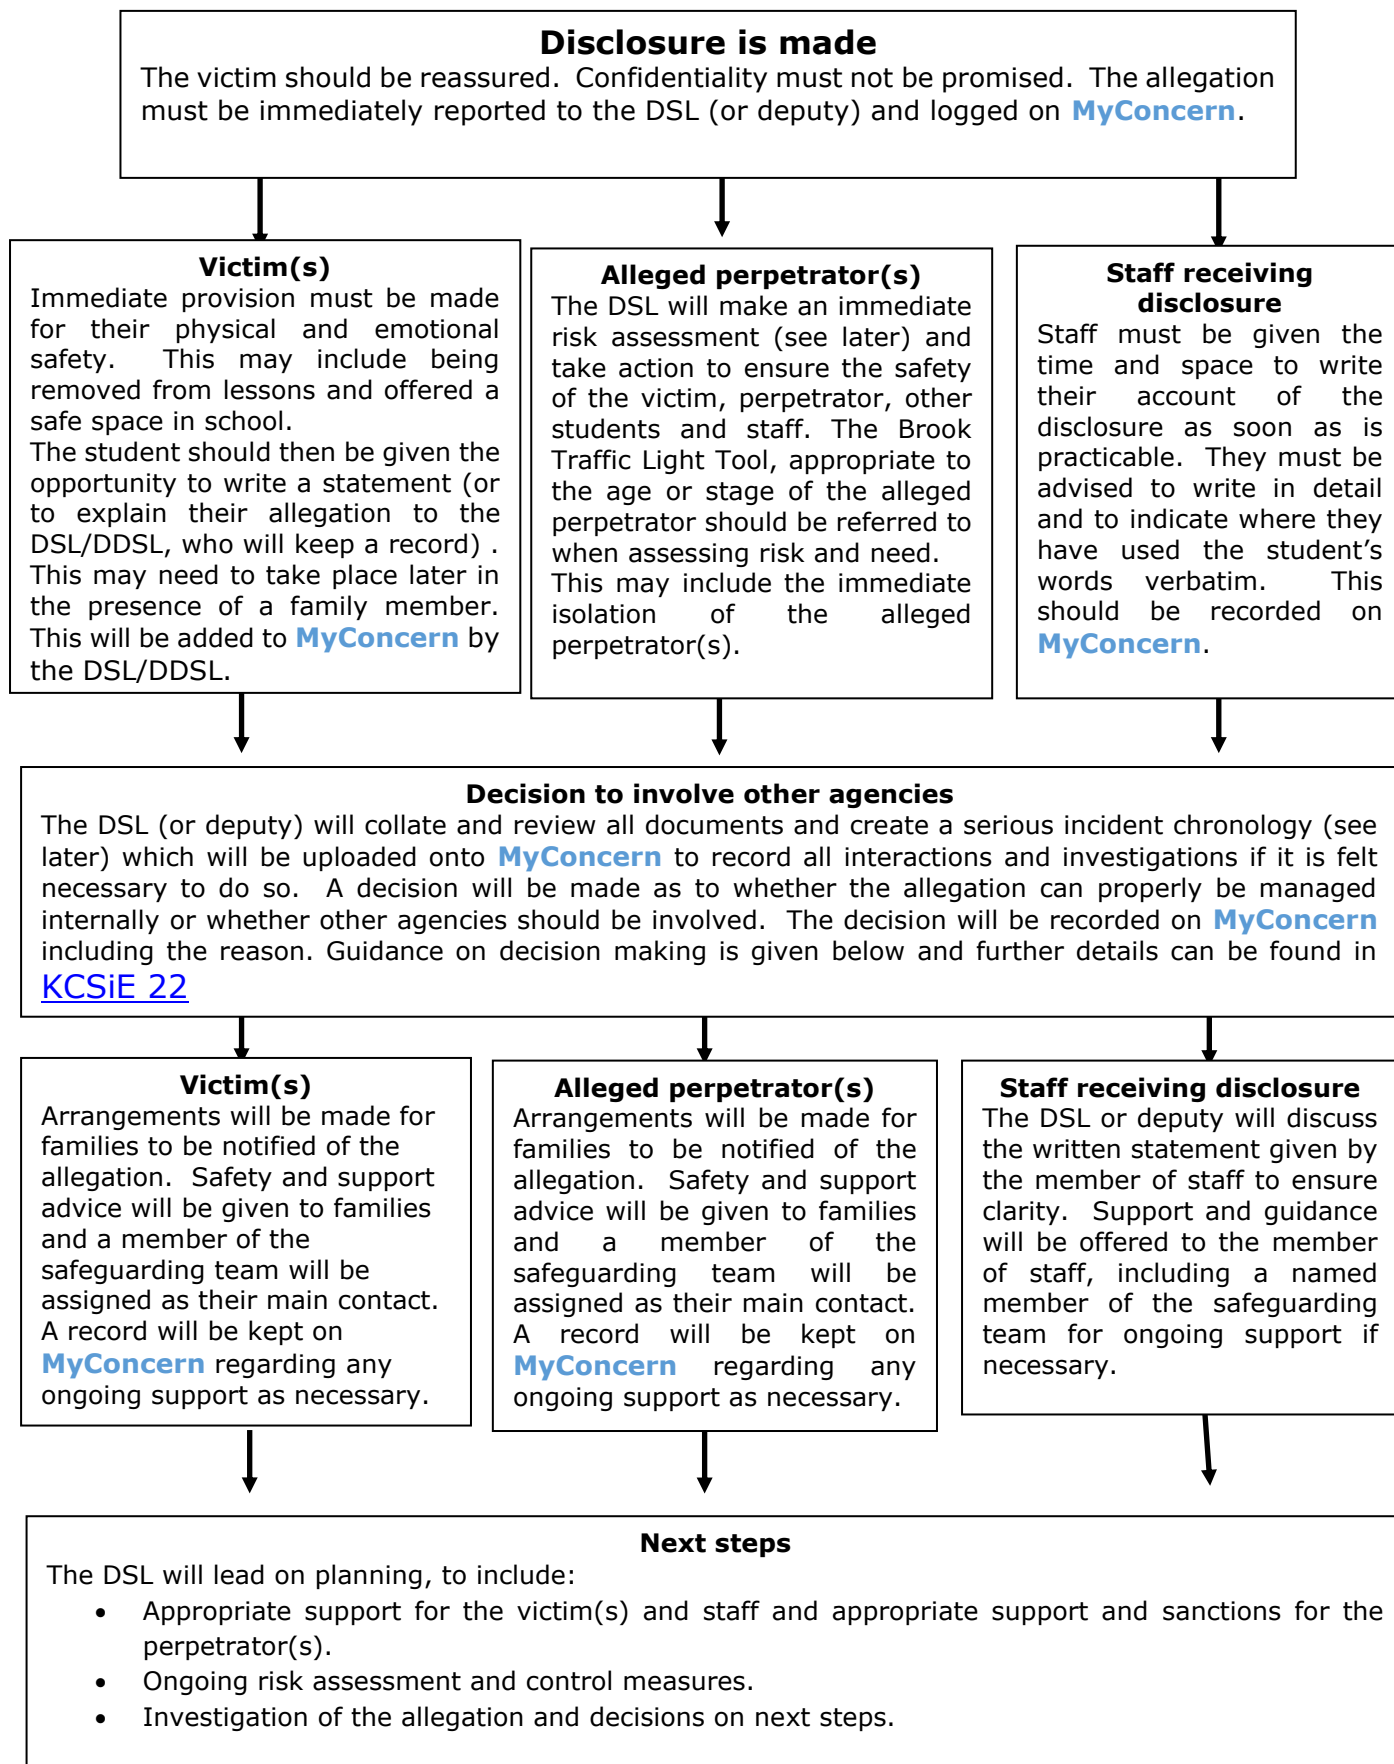 Disclosure is made
The victim should be reassured. Confidentiality must not be promised. The allegation
must be immediately reported to the DSL (or deputy) and logged on MyConcern.
Victim(s)
Immediate provision must be made
for their physical and emotional
safety. This may include being
removed from lessons and offered a
safe space in school.
The student should then be given the
opportunity to write a statement (or
to explain their allegation to the
DSL/DDSL, who will keep a record) .
This may need to take place later in
the presence of a family member.
This will be added to MyConcern by
the DSL/DDSL.
Alleged perpetrator(s)
The DSL will make an immediate
risk assessment (see later) and
take action to ensure the safety
of the victim, perpetrator, other
students and staff. The Brook
Traffic Light Tool, appropriate to
the age or stage of the alleged
perpetrator should be referred to
when assessing risk and need.
This may include the immediate
isolation of the alleged
perpetrator(s).
Staff receiving
disclosure
Staff must be given the
time and space to write
their account of the
disclosure as soon as is
practicable. They must be
advised to write in detail
and to indicate where they
have used the student’s
words verbatim. This
should be recorded on
MyConcern.
Decision to involve other agencies
The DSL (or deputy) will collate and review all documents and create a serious incident chronology (see
later) which will be uploaded onto MyConcern to record all interactions and investigations if it is felt
necessary to do so. A decision will be made as to whether the allegation can properly be managed
internally or whether other agencies should be involved. The decision will be recorded on MyConcern
including the reason. Guidance on decision making is given below and further details can be found in
KCSiE 22
Victim(s)
Arrangements will be made for
families to be notified of the
allegation. Safety and support
advice will be given to families
and a member of the
safeguarding team will be
assigned as their main contact.
A record will be kept on
MyConcern regarding any
ongoing support as necessary.
Alleged perpetrator(s)
Arrangements will be made for
families to be notified of the
allegation. Safety and support
advice will be given to families
and a member of the
safeguarding team will be
assigned as their main contact.
A record will be kept on
MyConcern regarding any
ongoing support as necessary.
Staff receiving disclosure
The DSL or deputy will discuss
the written statement given by
the member of staff to ensure
clarity. Support and guidance
will be offered to the member
of staff, including a named
member of the safeguarding
team for ongoing support if
necessary.
Next steps
The DSL will lead on planning, to include:
• Appropriate support for the victim(s) and staff and appropriate support and sanctions for the
perpetrator(s).
• Ongoing risk assessment and control measures.
• Investigation of the allegation and decisions on next steps.